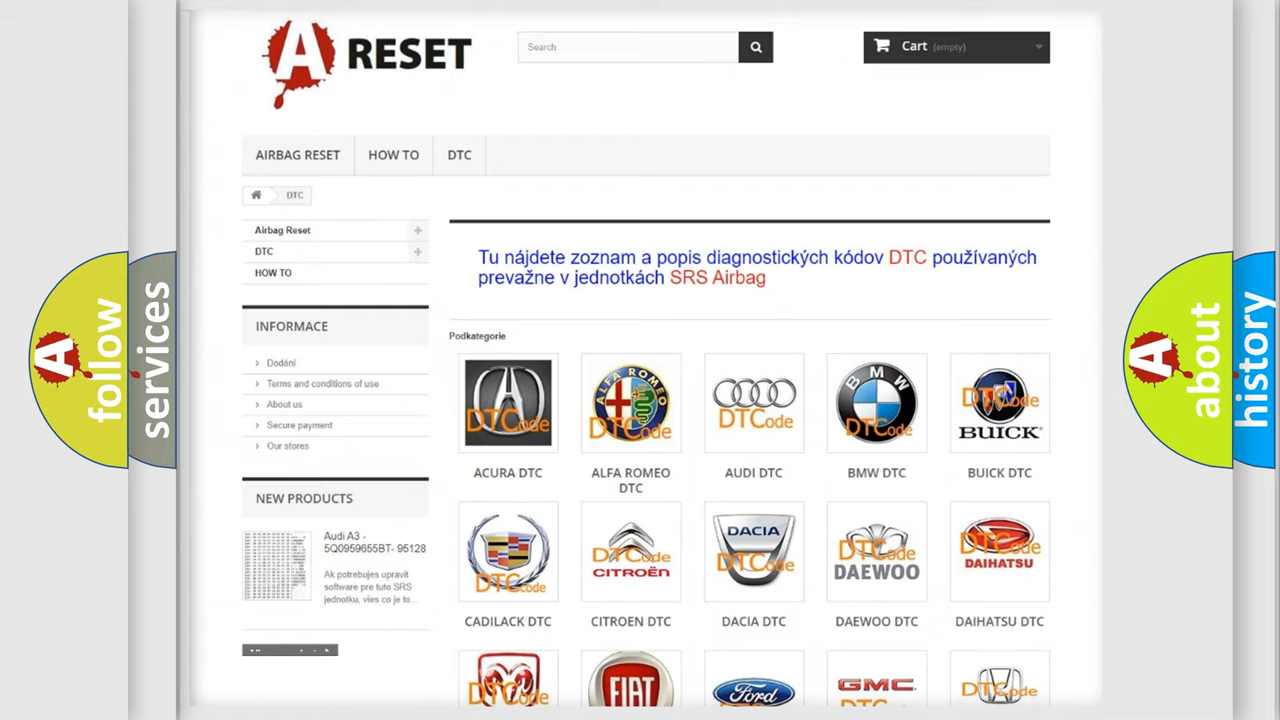 A RESET
Search
Cart (empty)
AIRBAG RESET
HOW TO
DTC
DTC
Airbag Reset
DTC
HOW TO
Tu nájdete zoznam a popis diagnostických kódov DTC používaných
prevažne v jednotkách SRS Airbag
INFORMACE
Podkategorie
Dodání
Terms and conditions of use
About us
Secure payment
Our stores
ALFA ROMEO
DTCode
DTCode
DTCode
BMW
DTCode
DTCode
BUICK
ACURA DTC
ALFA ROMEO
DTC
AUDI DTC
BMW DTC
BUICK DTC
NEW PRODUCTS
Audi A3 -
5Q0959655BT- 95128
Ak potrebujes upravit
software pre tuto SRS
jednotku, vies co je to...
DTCode
DTCode
CITROËN
DACIA
DTCode
DTCode
DAEWOO
DTCode
DAIHATSU
CADILACK DTC
CITROEN DTC
DACIA DTC
DAEWOO DTC
DAIHATSU DTC
DTCode
FIAT
Ford
GMC
DTCode
A follow
services
A about
history